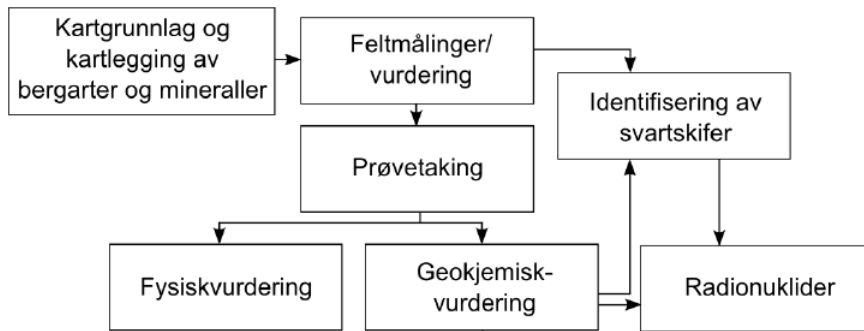 Kartgrunnlag og
kartlegging av
bergarter og mineraller
Feltmålinger/
vurdering
Identifisering av
svartskifer
Prøvetaking
Fysiskvurdering
Geokjemisk-
vurdering
Radionuklider